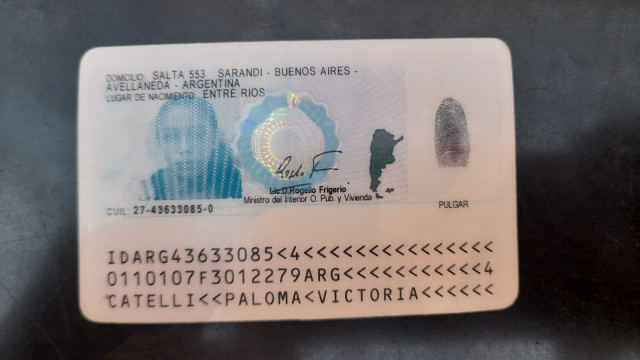 DOMICILIO: SALTA 553 SARANDI - BUENOS AIRES -
AVELLANEDA - ARGENTINA
LUGAR DE NACIMIENTO: ENTRE RIOS
Lic.D.Rogelio Frigerio
Ministro del Interior O. Pub. y Vivienda
CUIL: 27-43633085-0
PULGAR
IDARG43633085<4<<<<<<<<<<<<<<<
0110107F3012279ARG<<<<<<<<<<<4
CATELLI<<PALOMA<VICTORIA<<<<<<